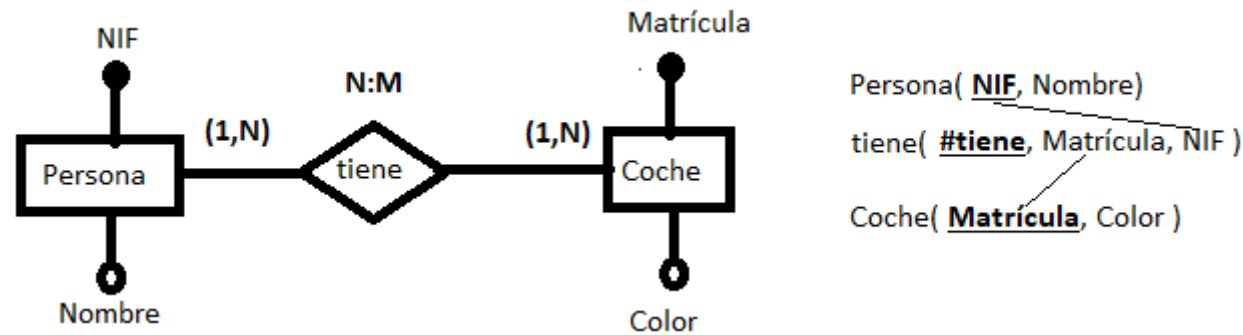 NIF
Matrícula
N:M
(1,N)
(1,N)
Persona
tiene
Coche
Nombre
Color
Persona( NIF, Nombre)
tiene( #tiene, Matrícula, NIF )
Coche( Matrícula, Color )